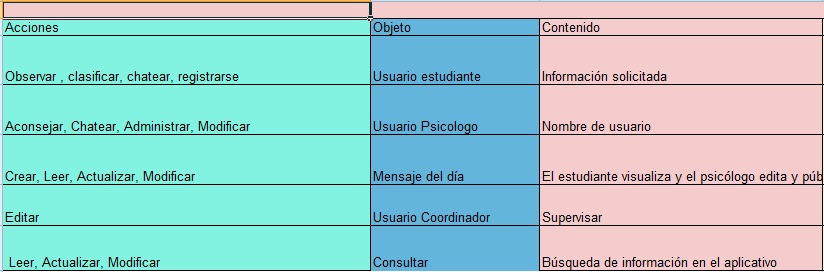 Acciones Objeto Contenido
Observar , clasificar, chatear, registrarse Usuario estudiante Información solicitada
Aconsejar, Chatear, Administrar, Modificar Usuario Psicologo Nombre de usuario
Crear, Leer, Actualizar, Modificar Mensaje del día El estudiante visualiza y el psicólogo edita y púb
Editar Usuario Coordinador Supervisar
Leer, Actualizar, Modificar Consultar Búsqueda de información en el aplicativo